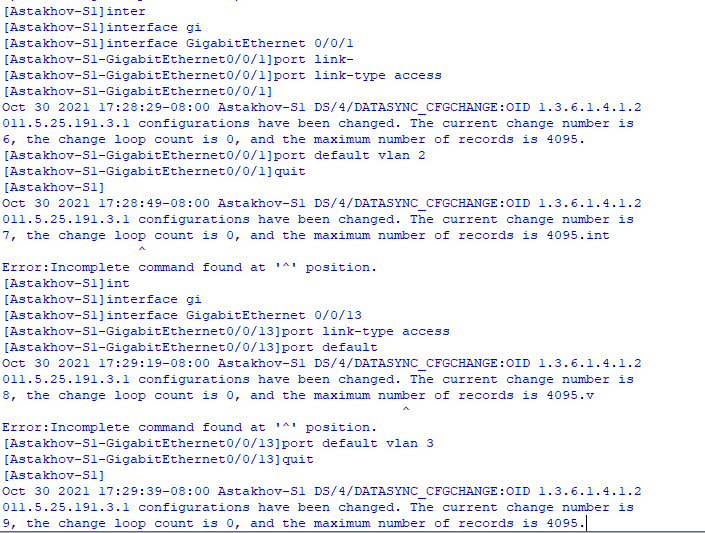 [Astakhov-S1]inter
[Astakhov-S1]interface gi
[Astakhov-S1]interface GigabitEthernet 0/0/1
[Astakhov-S1-GigabitEthernet0/0/1]port link-
[Astakhov-S1-GigabitEthernet0/0/1]port link-type access
[Astakhov-S1-GigabitEthernet0/0/1]
Oct 30 2021 17:28:29-08:00 Astakhov-S1 DS/4/DATASYNC_CFGCHANGE:OID 1.3.6.1.4.1.2
011.5.25.191.3.1 configurations have been changed. The current change number is
6, the change loop count is 0, and the maximum number of records is 4095.
[Astakhov-S1-GigabitEthernet0/0/1]port default vlan 2
[Astakhov-S1-GigabitEthernet0/0/1]quit
[Astakhov-S1]
Oct 30 2021 17:28:49-08:00 Astakhov-S1 DS/4/DATASYNC_CFGCHANGE:OID 1.3.6.1.4.1.2
011.5.25.191.3.1 configurations have been changed. The current change number is
7, the change loop count is 0, and the maximum number of records is 4095.int
^
Error:Incomplete command found at '^' position.
[Astakhov-S1]int
[Astakhov-S1]interface gi
[Astakhov-S1]interface GigabitEthernet 0/0/13
[Astakhov-S1-GigabitEthernet0/0/13]port link-type access
[Astakhov-S1-GigabitEthernet0/0/13]port default
Oct 30 2021 17:29:19-08:00 Astakhov-S1 DS/4/DATASYNC_CFGCHANGE:OID 1.3.6.1.4.1.2
011.5.25.191.3.1 configurations have been changed. The current change number is
8, the change loop count is 0, and the maximum number of records is 4095.v
^
Error:Incomplete command found at '^' position.
[Astakhov-S1-GigabitEthernet0/0/13]port default vlan 3
[Astakhov-S1-GigabitEthernet0/0/13]quit
[Astakhov-S1]
Oct 30 2021 17:29:39-08:00 Astakhov-S1 DS/4/DATASYNC_CFGCHANGE:OID 1.3.6.1.4.1.2
011.5.25.191.3.1 configurations have been changed. The current change number is
9, the change loop count is 0, and the maximum number of records is 4095.